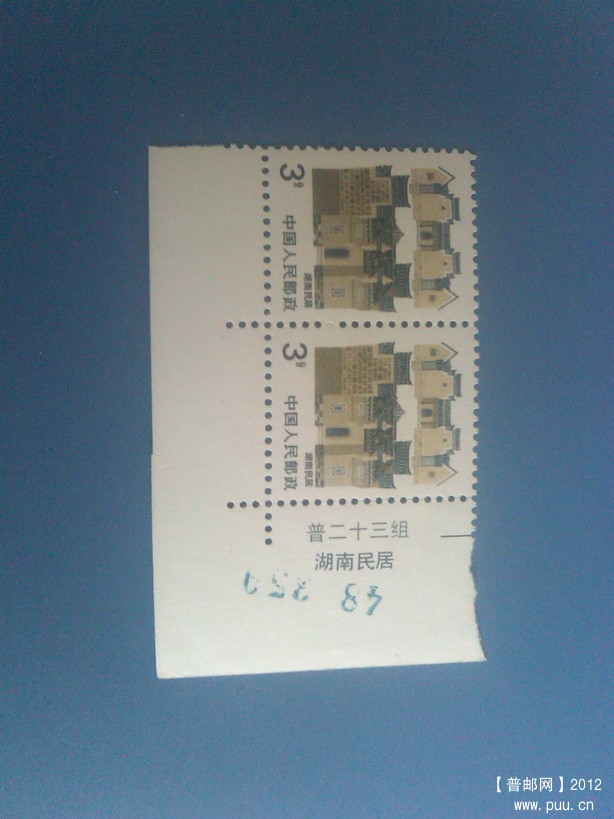 3分
湖南民居
中国人民邮政
3分
湖南民居
中国人民邮政
普二十三组
湖南民居
【普邮网】2012
www.puu.cn